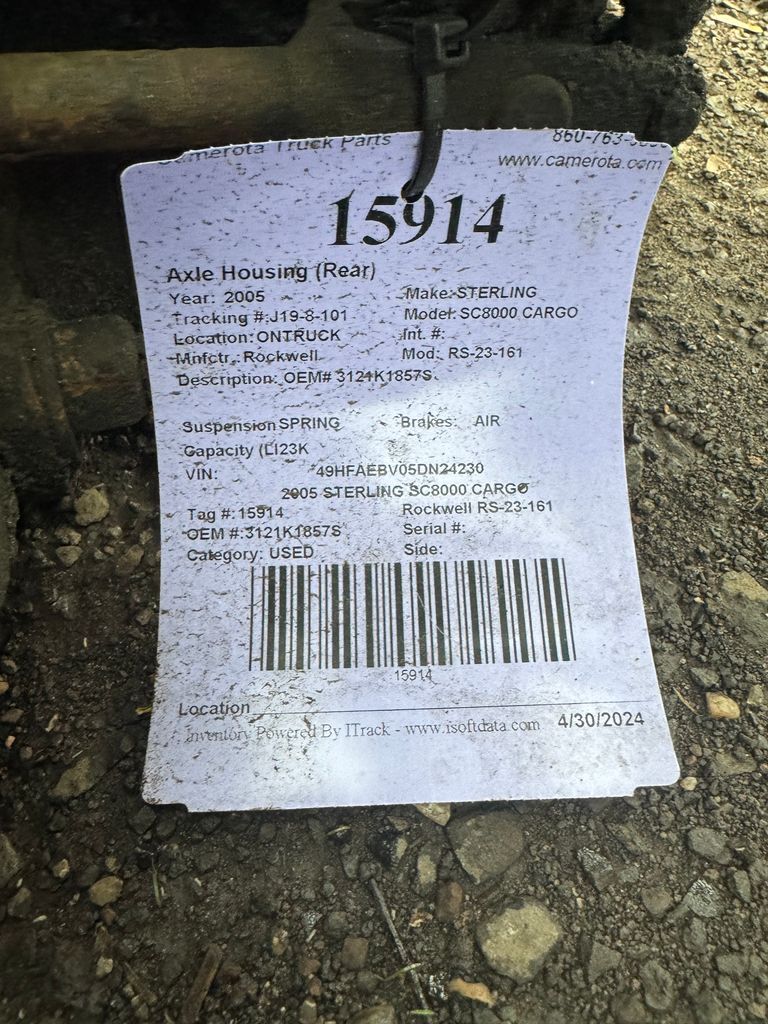 Camerota Truck Parts
www.camerota.com
15914
Axle Housing (Rear)
Year: 2005 Make: STERLING
Tracking #: J19-8-101 Model: SC8000 CARGO
Location: ONTRUCK Int. #:
Mnfctr.: Rockwell Mod: RS-23-161
Description: OEM# 3121K1857S
Suspension SPRING Brakes: AIR
Capacity (LI23K
VIN: 49HFAEBV05DN24230
2005 STERLING SC8000 CARGO
Tag #: 15914 Rockwell RS-23-161
OEM #: 3121K1857S Serial #:
Category: USED Side:
15914
Location
Inventory Powered By ITrack - www.isoftdata.com 4/30/2024